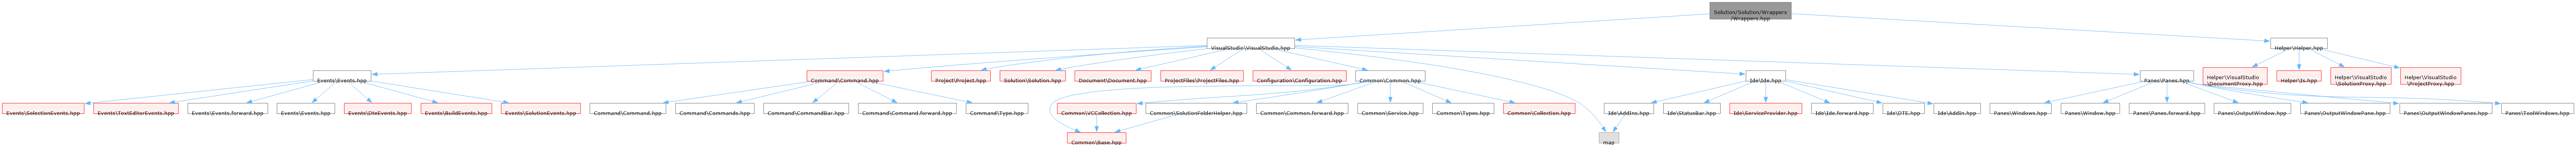 Solution/Solution/Wrappers
/Wrappers.hpp
VisualStudio\VisualStudio.hpp
Helper\Helper.hpp
Events\Events.hpp
Command\Command.hpp
Project\Project.hpp
Solution\Solution.hpp
Document\Document.hpp
ProjectFiles\ProjectFiles.hpp
Configuration\Configuration.hpp
Common\Common.hpp
Ide\Ide.hpp
Panes\Panes.hpp
Helper\VisualStudio
\DocumentProxy.hpp
Helper\Is.hpp
Helper\VisualStudio
\SolutionProxy.hpp
Helper\VisualStudio
\ProjectProxy.hpp
Events\SelectionEvents.hpp
Events\TextEditorEvents.hpp
Events\Events.forward.hpp
Events\Events.hpp
Events\DteEvents.hpp
Events\BuildEvents.hpp
Events\SolutionEvents.hpp
Command\Command.hpp
Command\Commands.hpp
Command\CommandBar.hpp
Command\Command.forward.hpp
Command\Type.hpp
Common\VCCollection.hpp
Common\SolutionFolderHelper.hpp
Common\Common.forward.hpp
Common\Service.hpp
Common\Types.hpp
Common\Collection.hpp
Ide\AddIns.hpp
Ide\StatusBar.hpp
Ide\ServiceProvider.hpp
Ide\Ide.forward.hpp
Ide\DTE.hpp
Ide\AddIn.hpp
Panes\Windows.hpp
Panes\Window.hpp
Panes\Panes.forward.hpp
Panes\OutputWindow.hpp
Panes\OutputWindowPane.hpp
Panes\OutputWindowPanes.hpp
Panes\ToolWindows.hpp
Common\Base.hpp
map